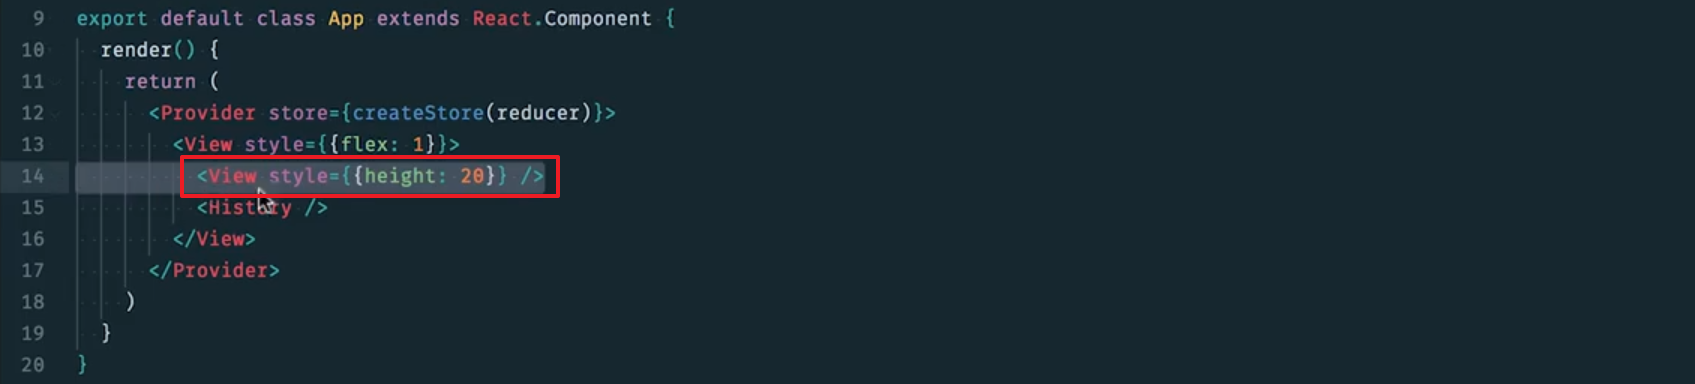 9 export default class App extends React.Component {
10 render() {
11 return (
12 <Provider store={createStore(reducer)}>
13 <View style={{flex: 1}}>
14 <View style={{height: 20}} />
15 <History />
16 </View>
17 </Provider>
18 )
19 }
20 }